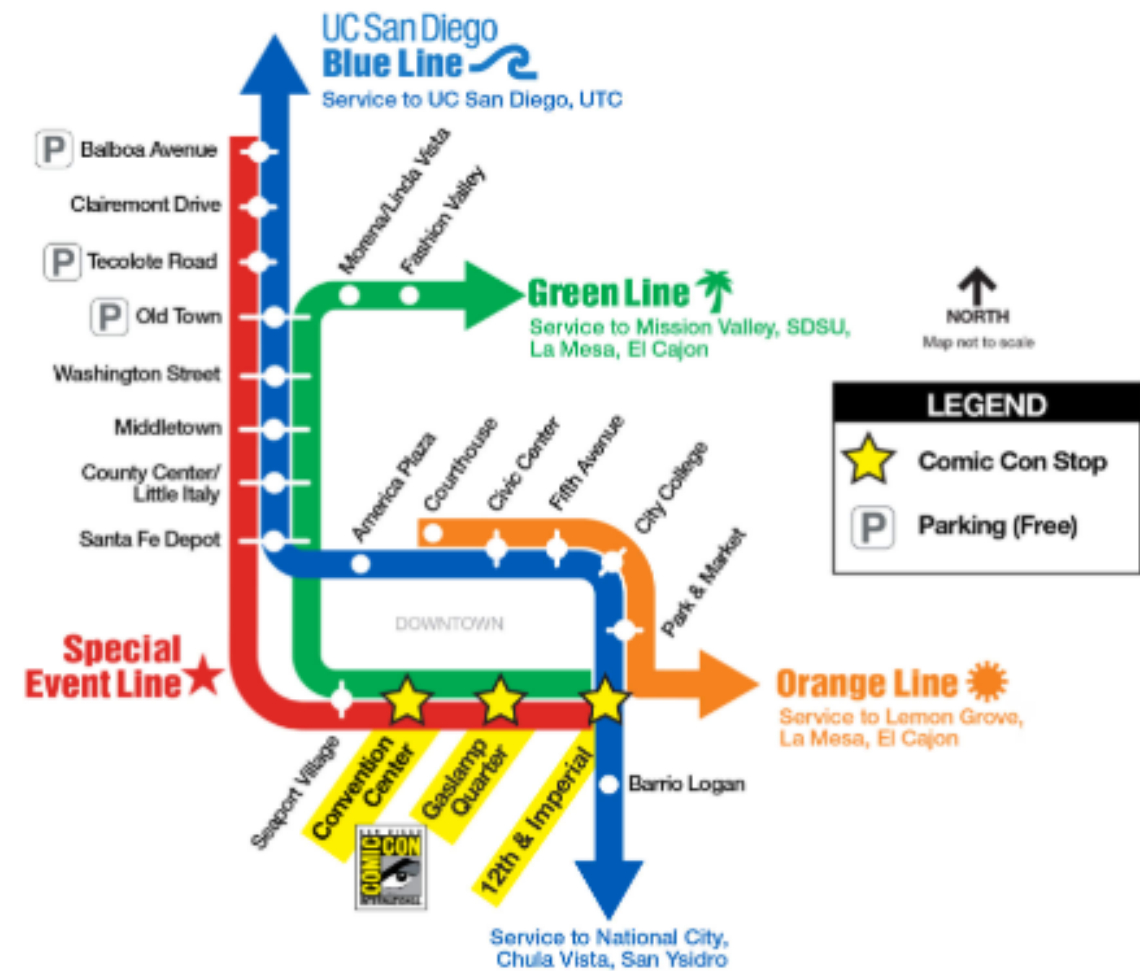 UC San Diego
Blue Line
Service to UC San Diego, UTC
P Balboa Avenue
Clairemont Drive
P Tecolote Road
P Old Town
Washington Street
Middletown
County Center/
Little Italy
Santa Fe Depot
Morena/Linda Vista
Fashion Valley
Green Line
Service to Mission Valley, SDSU,
La Mesa, El Cajon
NORTH
Map not to scale
LEGEND
Comic Con Stop
P Parking (Free)
America Plaza
Courthouse
Civic Center
Fifth Avenue
City College
Park & Market
DOWNTOWN
Special
Event Line
Orange Line
Service to Lemon Grove,
La Mesa, El Cajon
Seaport Village
Convention
Center
Gaslamp
Quarter
12th & Imperial
Barrio Logan
SAN DIEGO
COMIC
CON
INTERNATIONAL
Service to National City,
Chula Vista, San Ysidro